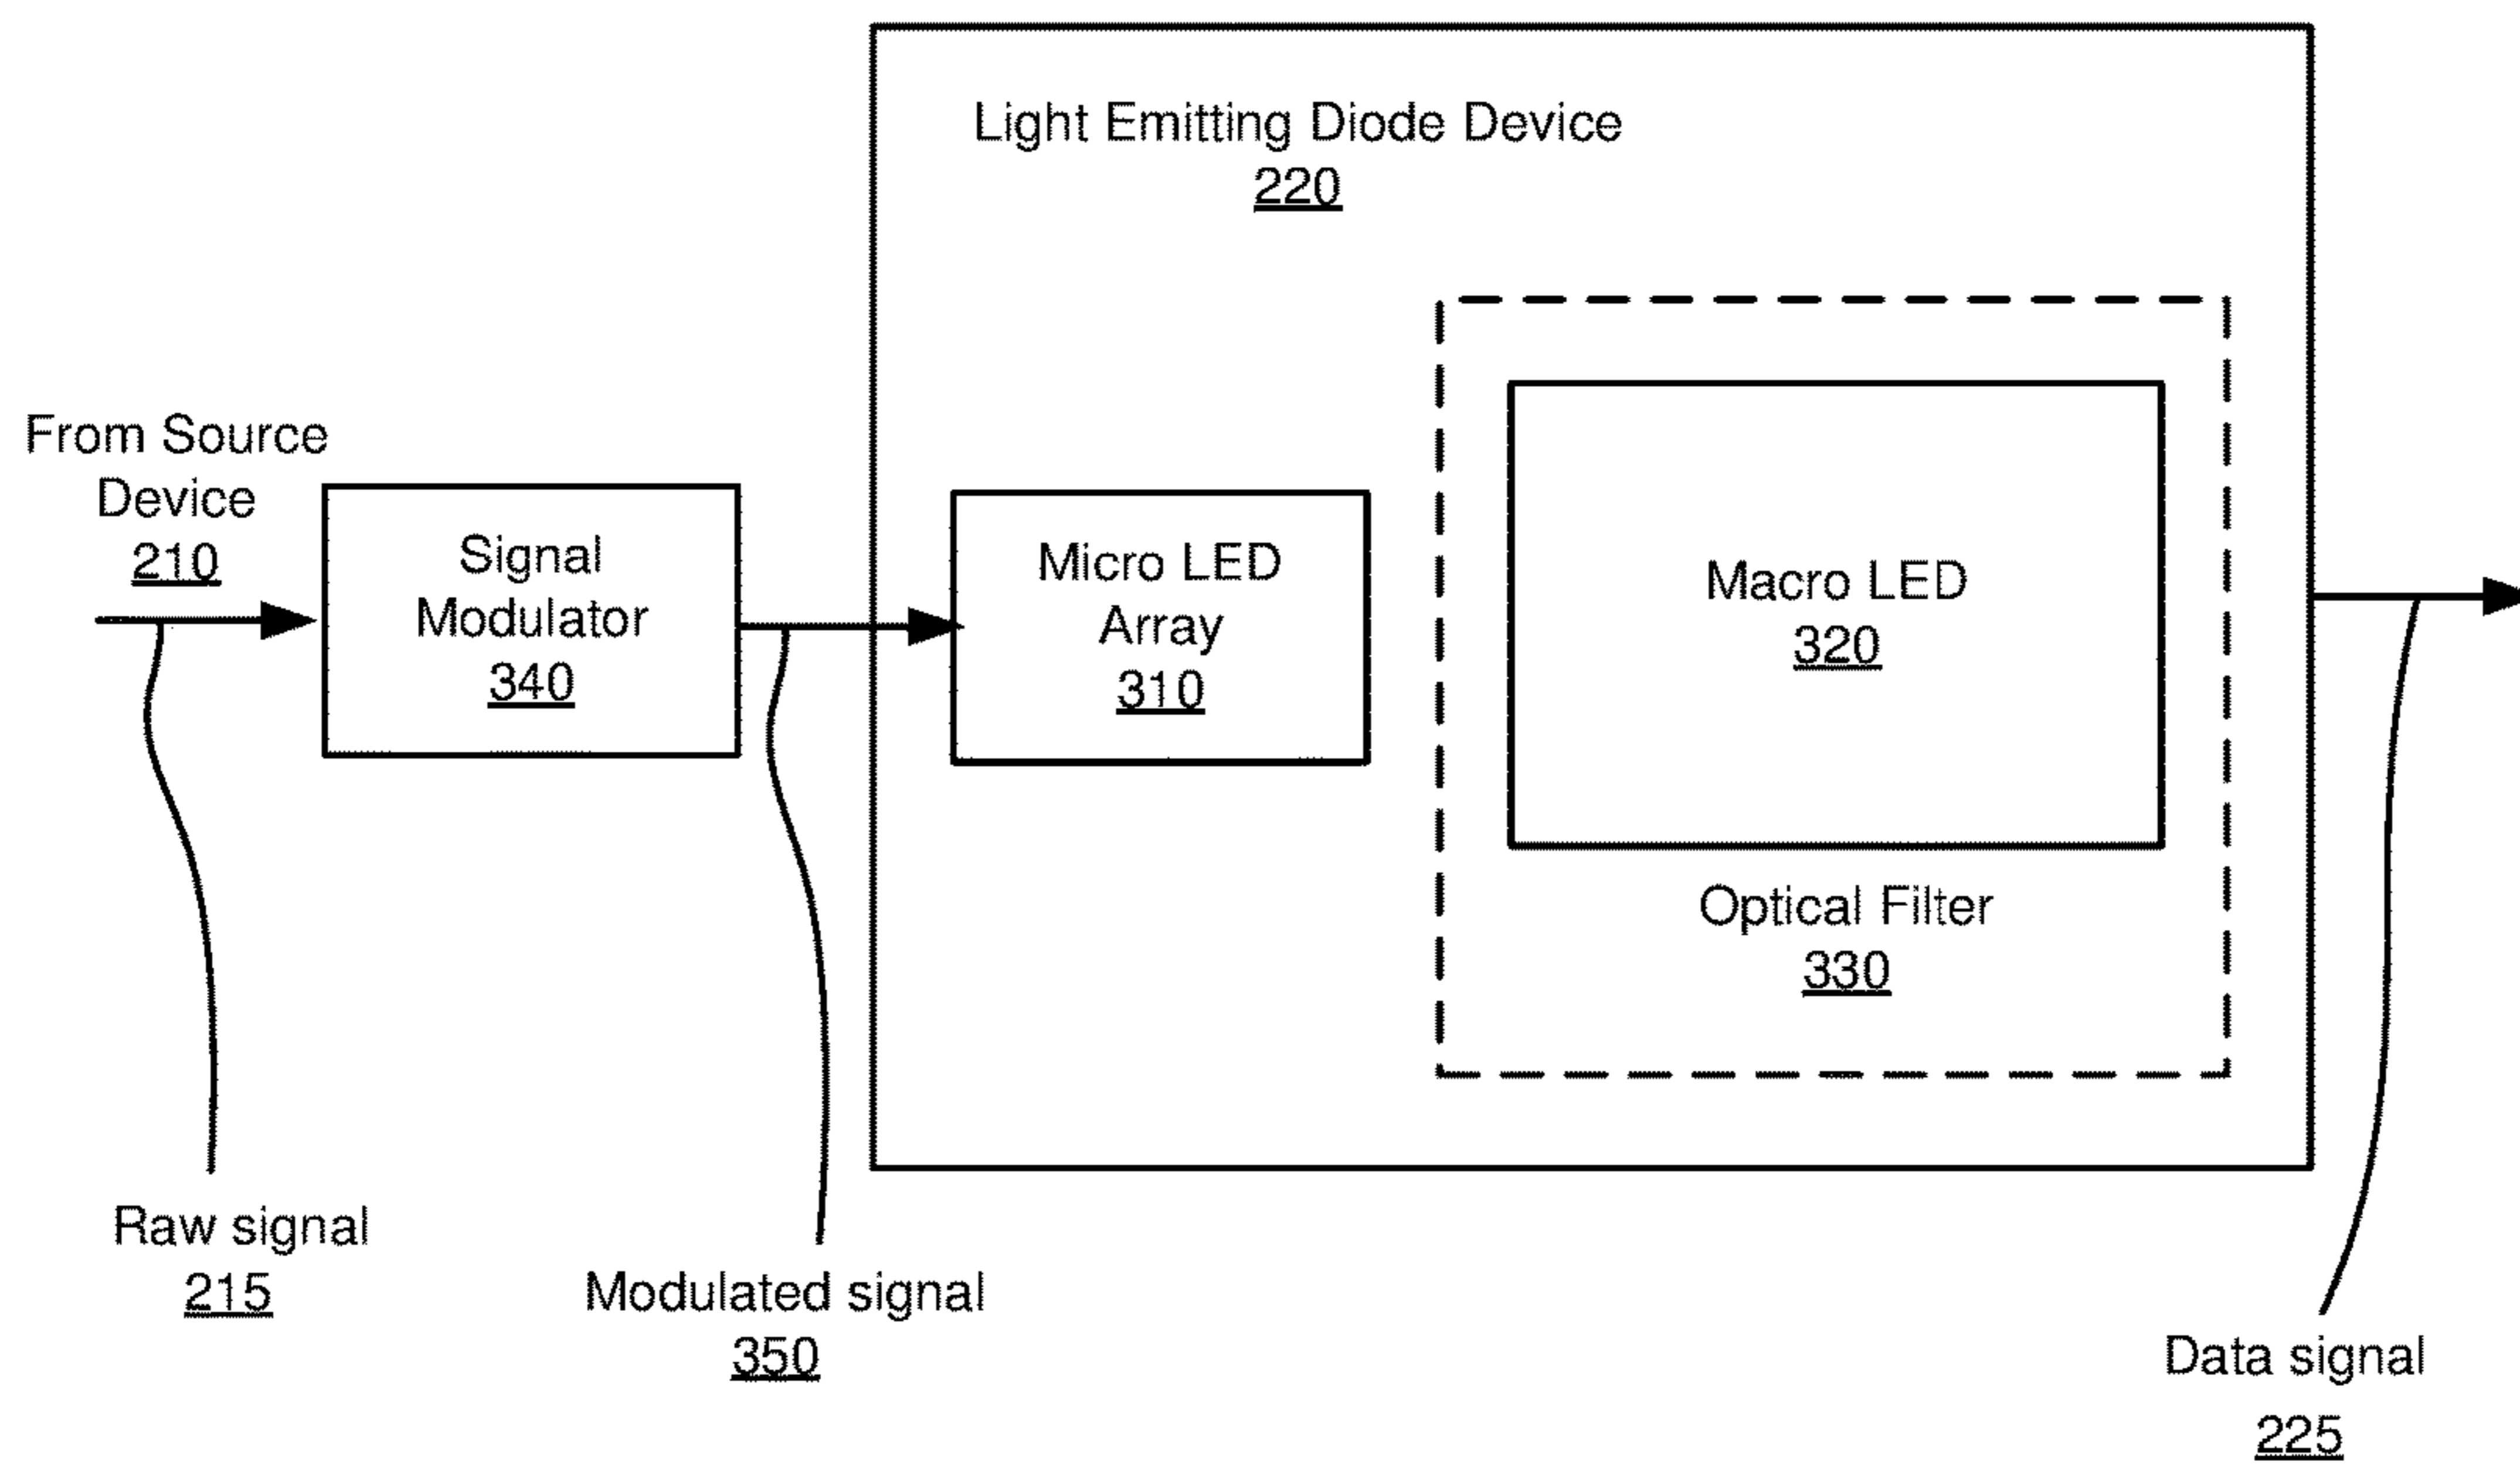 Light Emitting Diode Device
220
From Source
Device
210
Signal
Modulator
340
Micro LED
Array
310
Macro LED
320
Optical Filter
330
Raw signal
215
Modulated signal
350
Data signal
225